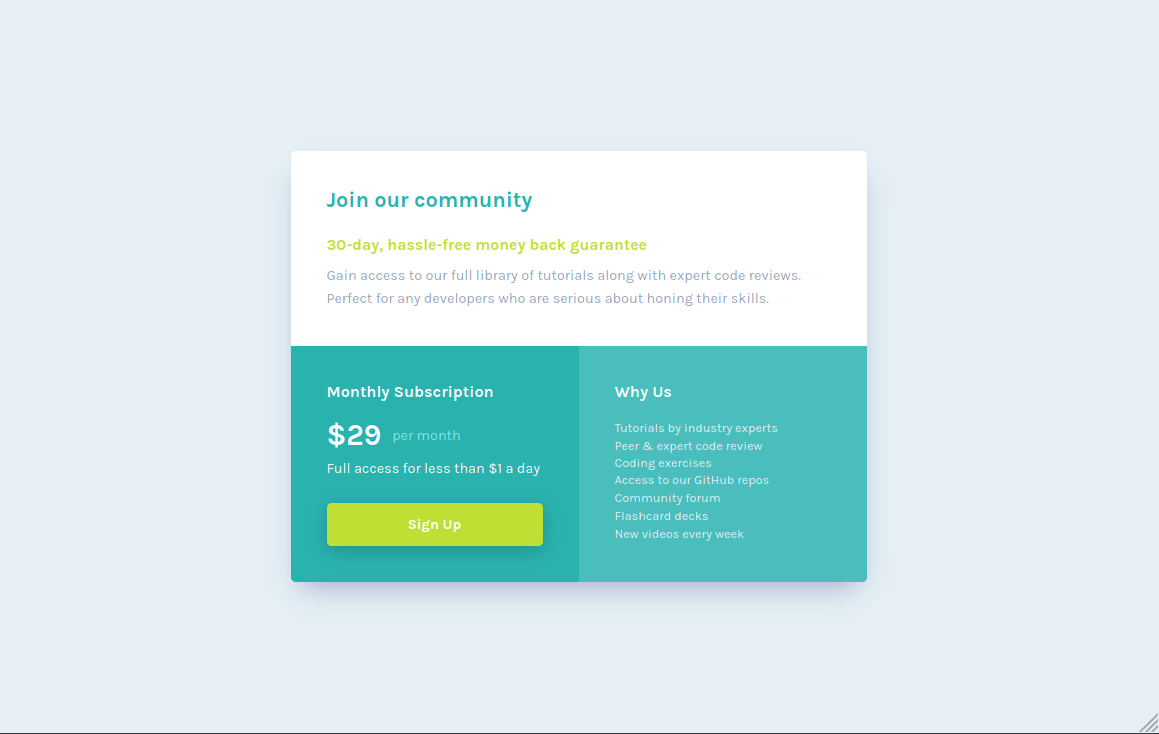 Join our community
30-day, hassle-free money back guarantee
Gain access to our full library of tutorials along with expert code reviews.
Perfect for any developers who are serious about honing their skills.
Monthly Subscription
$29 per month
Full access for less than $1 a day
Sign Up
Why Us
Tutorials by industry experts
Peer & expert code review
Coding exercises
Access to our GitHub repos
Community forum
Flashcard decks
New videos every week